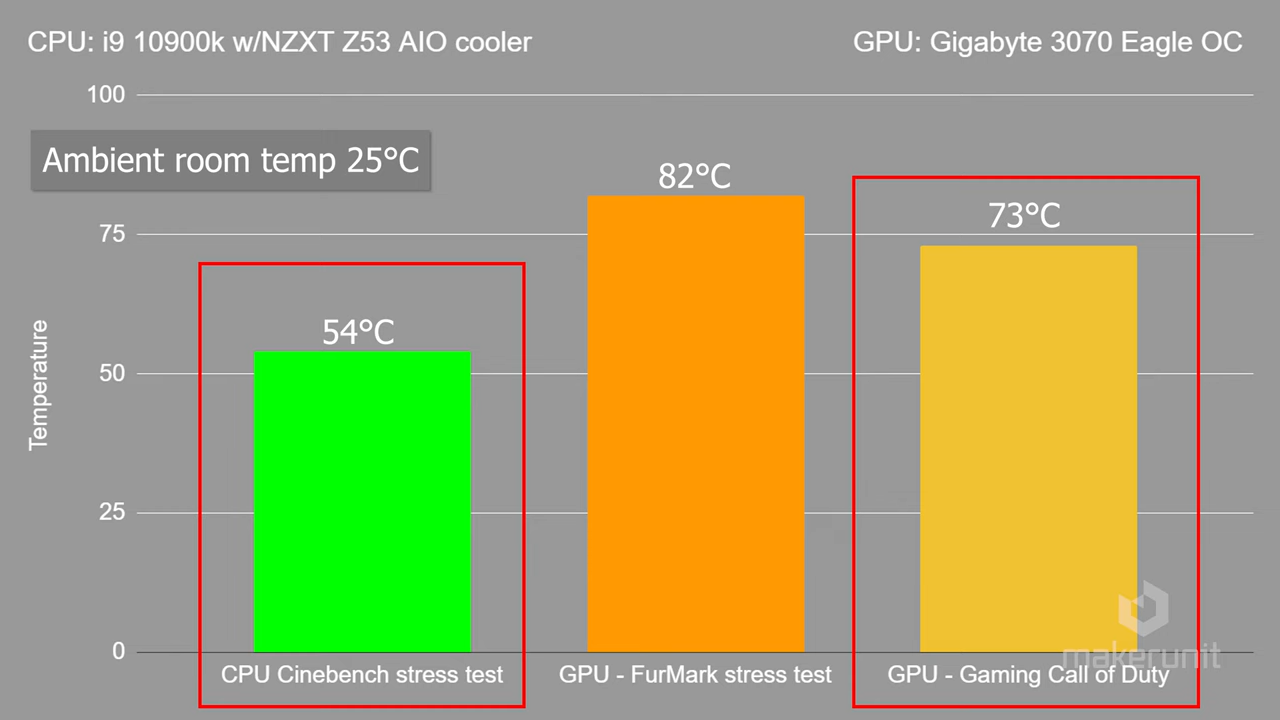 CPU: i9 10900k w/NZXT Z53 AIO cooler
GPU: Gigabyte 3070 Eagle OC
100
Ambient room temp 25°C
82°C
73°C
75
54°C
50
Temperature
25
0
CPU Cinebench stress test
GPU - FurMark stress test
GPU - Gaming Call of Duty
makerunit